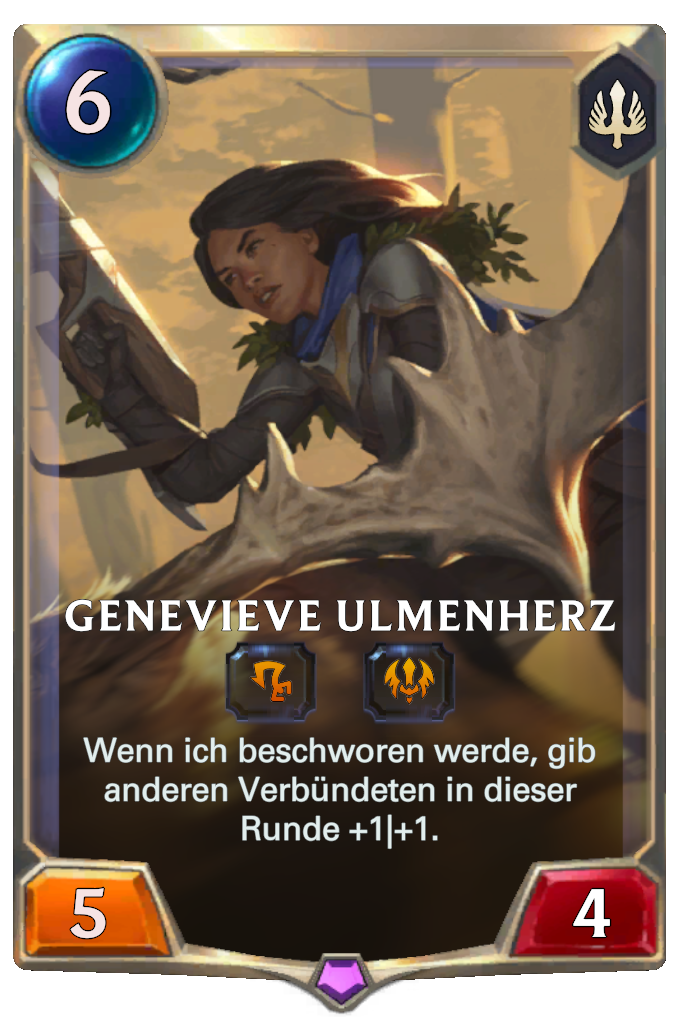 6
GENEVIEVE ULMENHERZ
Wenn ich beschworen werde, gib
anderen Verbündeten in dieser
Runde +1|+1.
5
4